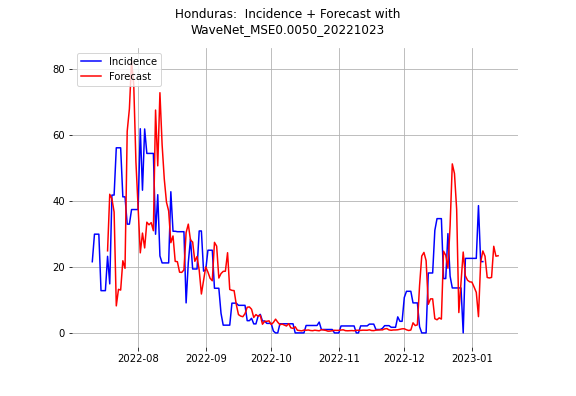 Honduras:  Incidence + Forecast with
WaveNet_MSE0.0050_20221023
Incidence
Forecast
80
60
40
20
0
2022-08
2022-09
2022-10
2022-11
2022-12
2023-01